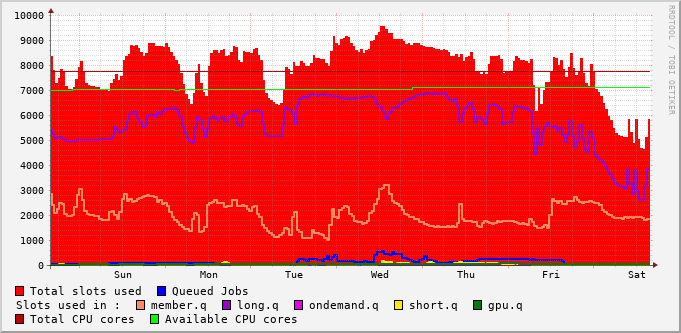 10000
9000
8000
7000
6000
5000
4000
3000
2000
1000
0
Sun Mon Tue Wed Thu Fri Sat
RRDTOOL / TOBI OETIKER
Total slots used Queued Jobs
Slots used in : member.q long.q ondemand.q short.q gpu.q
Total CPU cores Available CPU cores